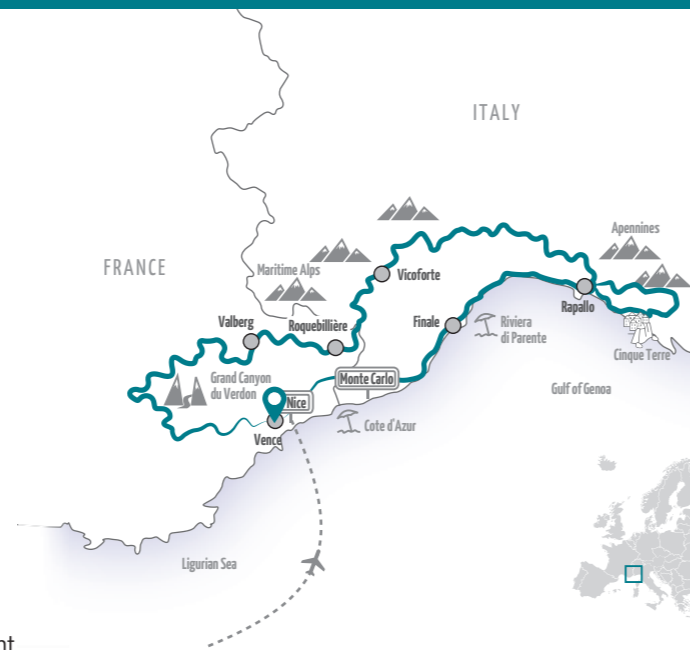 ITALY
Apennines
FRANCE
Maritime Alps
Vicoforte
Rapallo
Valberg
Roquebillière
Finale
Riviera
di Parente
Cinque Terre
Grand Canyon
du Verdon
Monte Carlo
Gulf of Genoa
Nice
Vence
Cote d'Azur
Ligurian Sea
nt